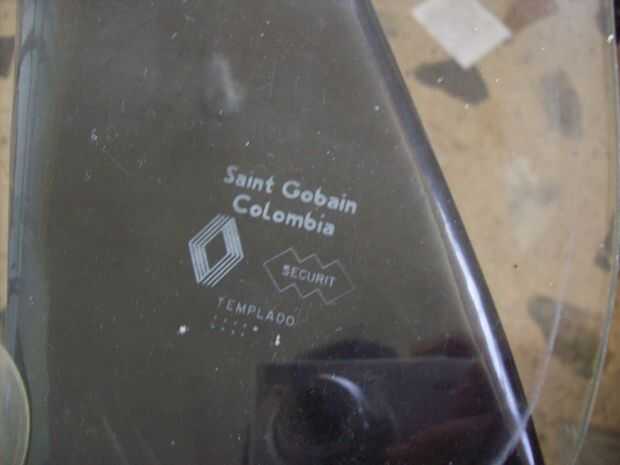 Saint Gobain
Colombia
SECURIT
TEMPLADO